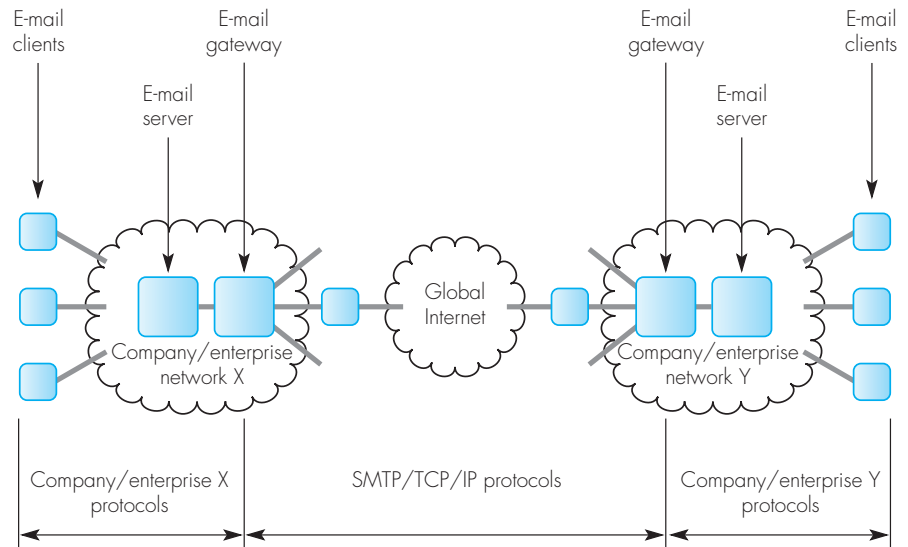 E-mail
clients
E-mail
gateway
E-mail
gateway
E-mail
clients
E-mail
server
E-mail
server
Global
Internet
Company/enterprise
network X
Company/enterprise
network Y
Company/enterprise X
protocols
SMTP/TCP/IP protocols
Company/enterprise Y
protocols